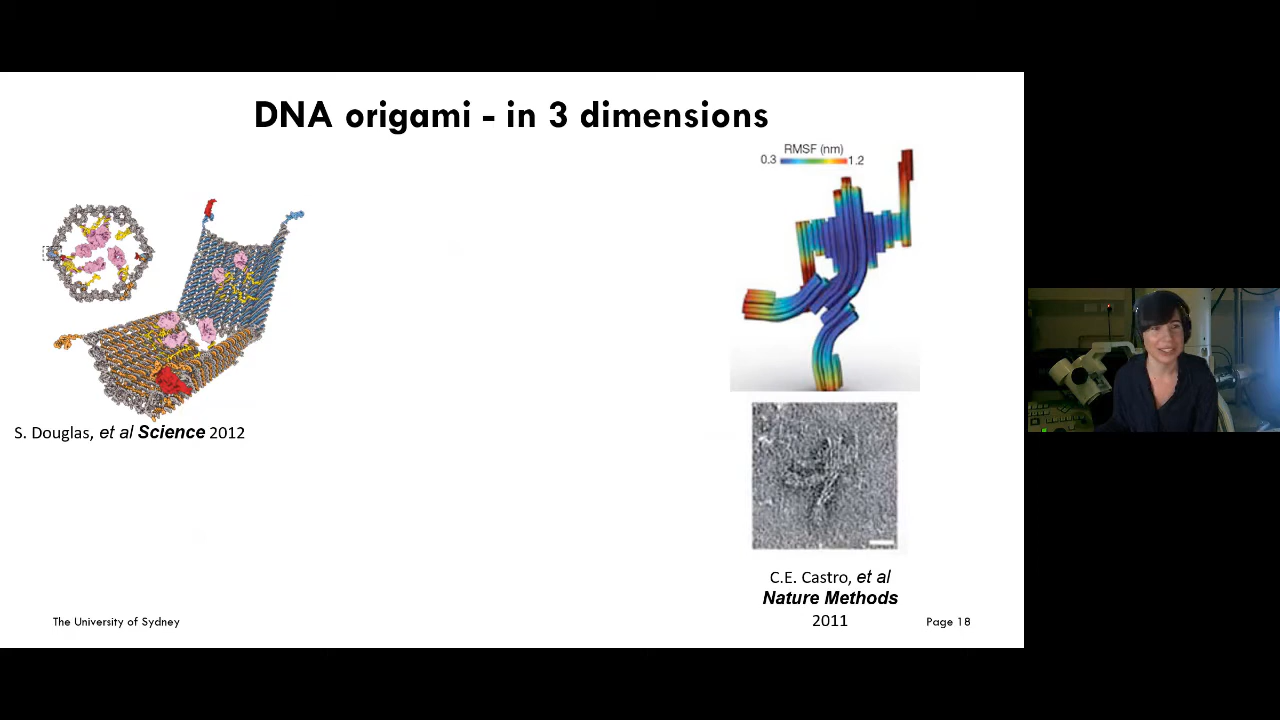 DNA origami - in 3 dimensions
RMSF (nm)
0.3 1.2
S. Douglas, et al Science 2012
C.E. Castro, et al
Nature Methods
2011
The University of Sydney
Page 18